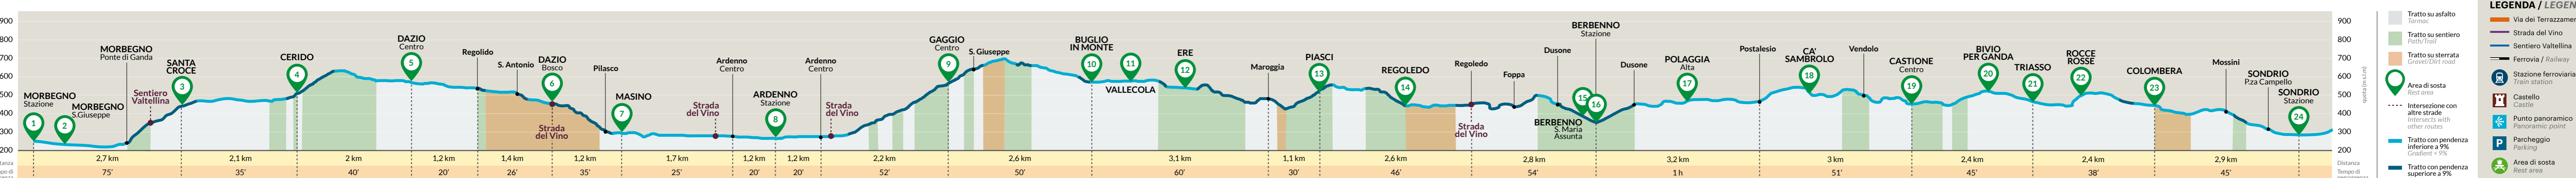 900
800
700
600
500
400
300
200
MORBEGNO
Stazione
1
2
MORBEGNO
S.Giuseppe
MORBEGNO
Ponte di Ganda
Sentiero
Valtellina
SANTA
CROCE
3
CERIDO
4
DAZIO
Centro
5
Regolido
S. Antonio
DAZIO
Bosco
6
Strada
del Vino
Pilasco
MASINO
7
Strada
del Vino
Ardenno
Centro
ARDENNO
Stazione
8
Ardenno
Centro
Strada
del Vino
GAGGIO
Centro
9
S. Giuseppe
BUGLIO
IN MONTE
10
11
VALLECOLA
ERE
12
Maroggia
PIASCI
13
REGOLEDO
14
Regoledo
Strada
del Vino
Foppa
Dusone
BERBENNO
Stazione
15
16
BERBENNO
S. Maria
Assunta
Dusone
POLAGGIA
Alta
17
Postalesio
CA'
SAMBROLO
18
Vendolo
CASTIONE
Centro
19
BIVIO
PER GANDA
20
TRIASSO
21
ROCCE
ROSSE
22
COLOMBERA
23
Mossini
SONDRIO
P.za Campello
SONDRIO
Stazione
24
2,7 km
2,1 km
2 km
1,2 km
1,4 km
1,2 km
1,7 km
1,2 km
1,2 km
2,2 km
2,6 km
3,1 km
1,1 km
2,6 km
2,8 km
3,2 km
3 km
2,4 km
2,4 km
2,9 km
75'
35'
40'
20'
26'
35'
25'
20'
20'
52'
50'
60'
30'
46'
54'
1 h
51'
45'
38'
45'
900
800
700
600
500
400
300
200
quota (m s.l.m.)
Distanza
Tempo di
Tratto su asfalto
Tarmac
Tratto su sentiero
Path/Trail
Tratto su sterrata
Gravel/Dirt road
Area di sosta
Rest area
Intersezione con
altre strade
Intersects with
other routes
Tratto con pendenza
inferiore a 9%
Gradient < 9%
Tratto con pendenza
superiore a 9%
LEGENDA / LEGEN
Via dei Terrazzamen
Strada del Vino
Sentiero Valtellina
Ferrovia / Railway
Stazione ferroviaria
Train station
Castello
Castle
Punto panoramico
Panoramic point
P
Parcheggio
Parking
Area di sosta
Rest area